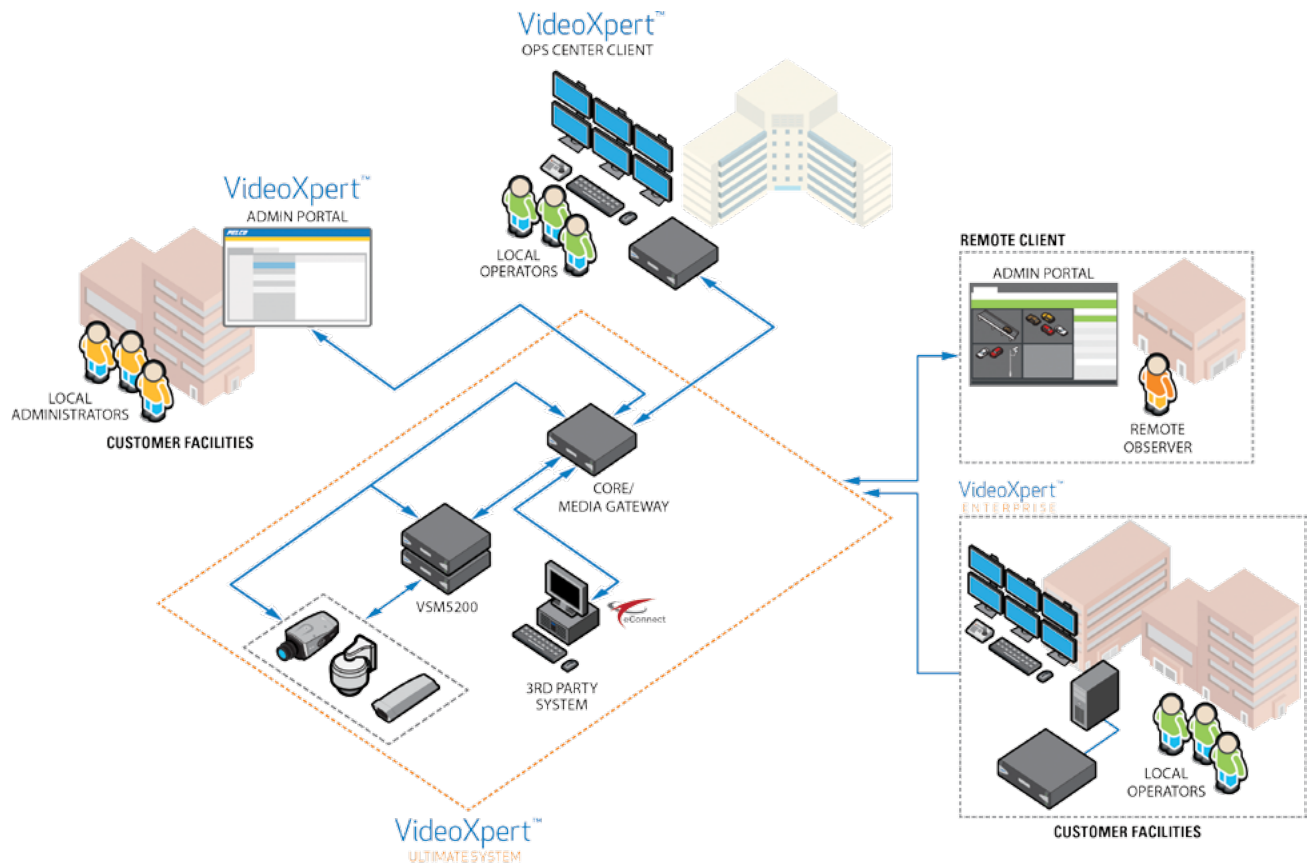 VideoXpert™
OPS CENTER CLIENT
VideoXpert™
ADMIN PORTAL
PELCO
LOCAL
OPERATORS
REMOTE CLIENT
ADMIN PORTAL
LOCAL
ADMINISTRATORS
CUSTOMER FACILITIES
REMOTE
OBSERVER
CORE/
MEDIA GATEWAY
VideoXpert™
ENTERPRISE
VSM5200
eConnect
3RD PARTY
SYSTEM
LOCAL
OPERATORS
VideoXpert™
ULTIMATE SYSTEM
CUSTOMER FACILITIES